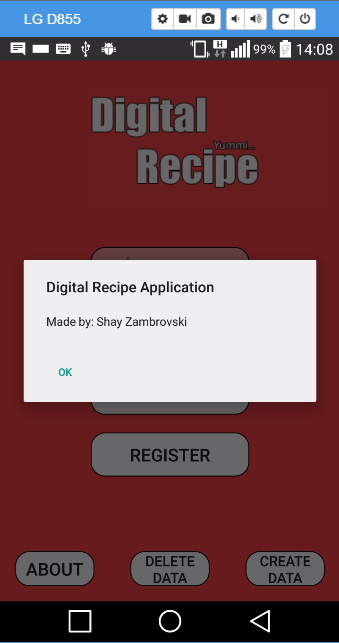 LG D855
H
99%
14:08
Digital
Yummi...
Recipe
Digital Recipe Application
Made by: Shay Zambrovski
OK
REGISTER
ABOUT
DELETE
DATA
CREATE
DATA